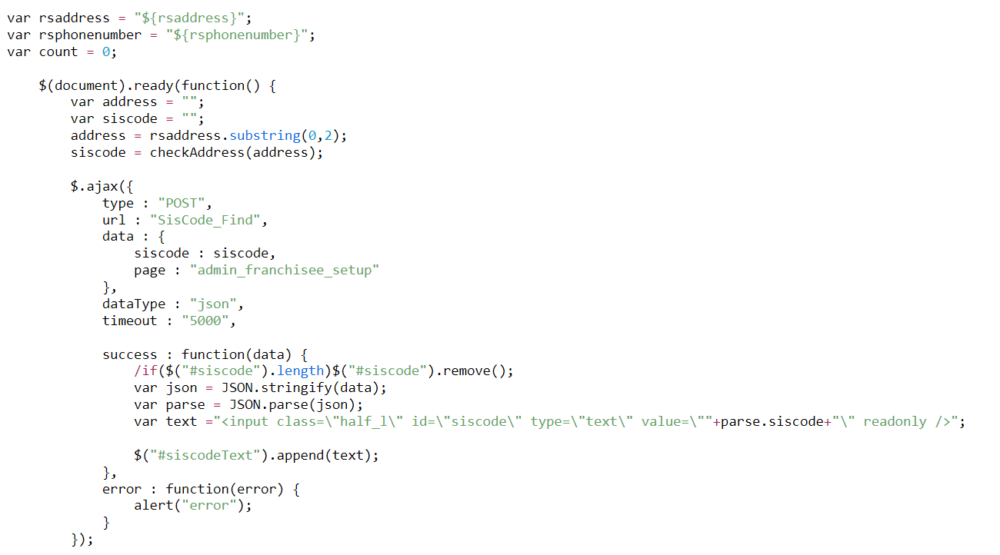 var rsaddress = "${rsaddress}";
var rsphonenumber = "${rsphonenumber}";
var count = 0;
$(document).ready(function() {
var address = "";
var siscode = "";
address = rsaddress.substring(0,2);
siscode = checkAddress(address);
$.ajax({
type : "POST",
url : "SisCode_Find",
data : {
siscode : siscode,
page : "admin_franchisee_setup"
},
dataType : "json",
timeout : "5000",
success : function(data) {
/if($("#siscode").length)$("#siscode").remove();
var json = JSON.stringify(data);
var parse = JSON.parse(json);
var text ="<input class=\"half_l\" id=\"siscode\" type=\"text\" value=\""+parse.siscode+"\" readonly />";
$("#siscodeText").append(text);
},
error : function(error) {
alert("error");
}
});